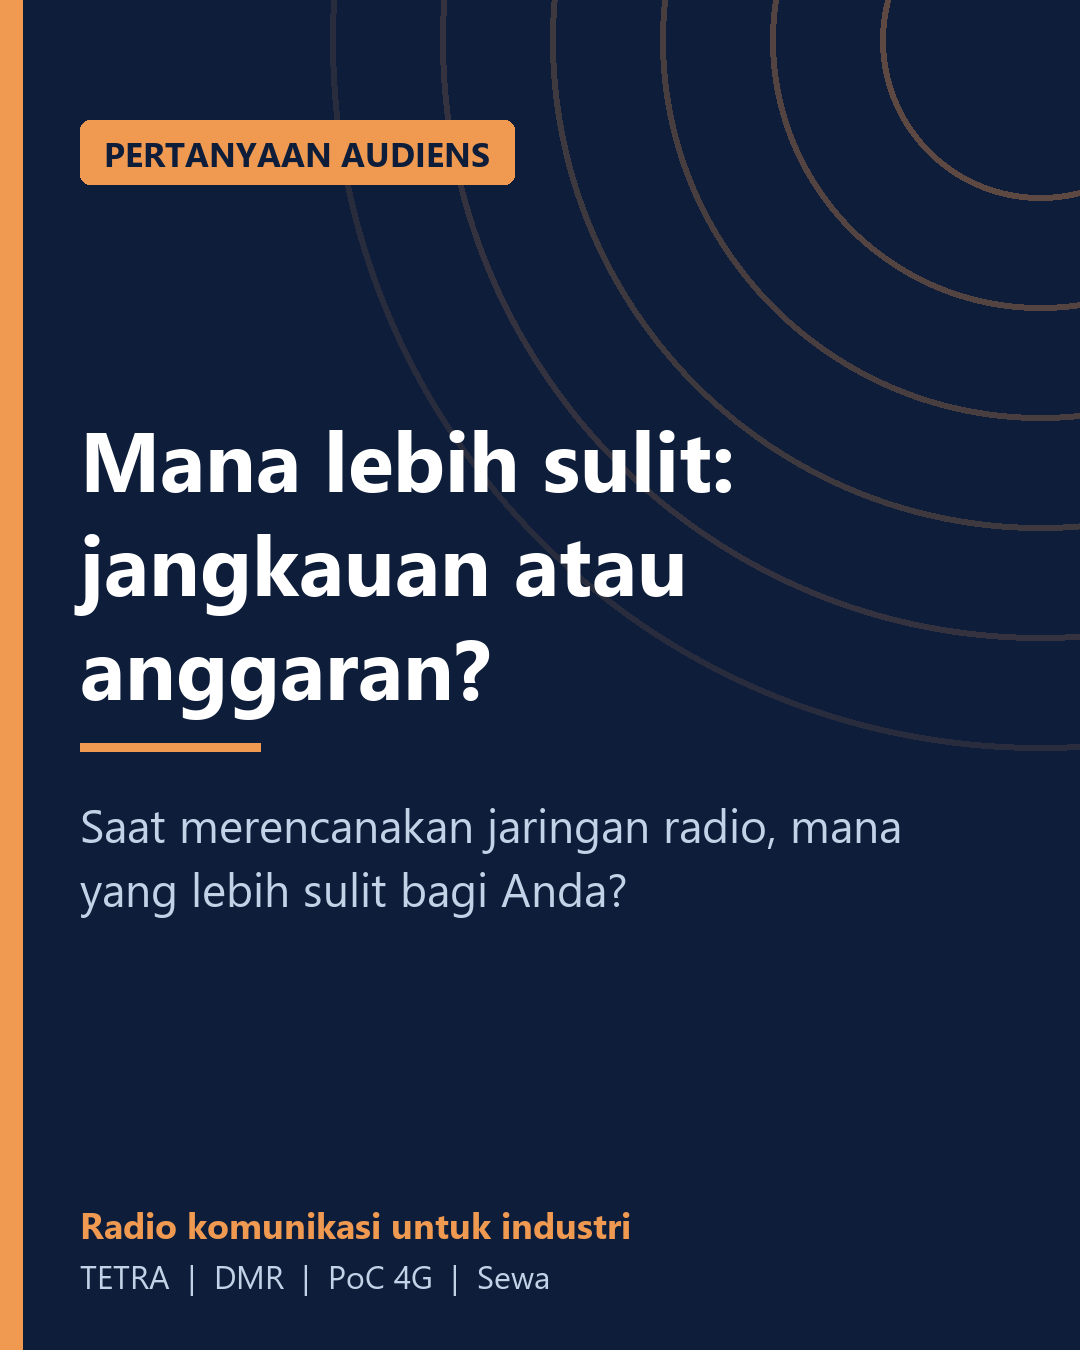 PERTANYAAN AUDIENS
Mana lebih sulit:
jangkauan atau
anggaran?
Saat merencanakan jaringan radio, mana
yang lebih sulit bagi Anda?
Radio komunikasi untuk industri
TETRA | DMR | PoC 4G | Sewa